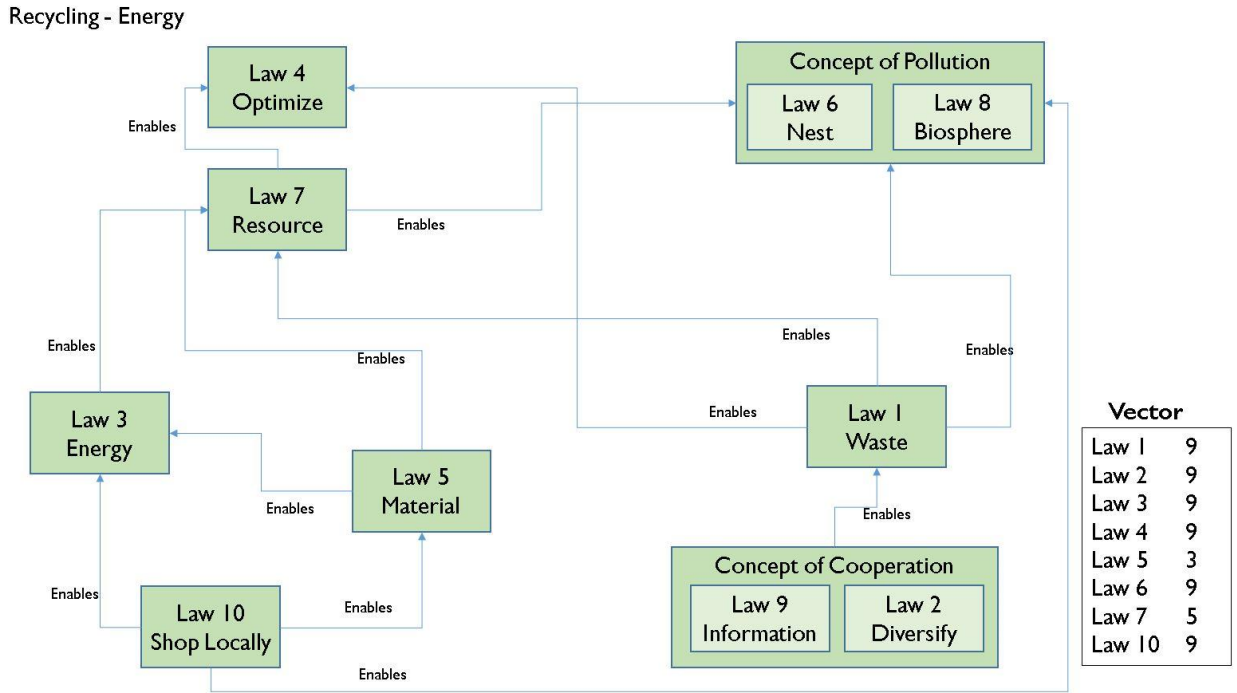 Recycling - Energy
Law 4
Optimize
Concept of Pollution
Law 6
Nest
Law 8
Biosphere
Enables
Law 7
Resource
Enables
Enables
Enables
Enables
Enables
Law 3
Energy
Law 1
Waste
Enables
Vector
Law 1 9
Law 2 9
Law 3 9
Law 4 9
Law 5 3
Law 6 9
Law 7 5
Law 10 9
Law 5
Material
Enables
Enables
Concept of Cooperation
Law 9
Information
Law 2
Diversify
Enables
Law 10
Shop Locally
Enables
Enables